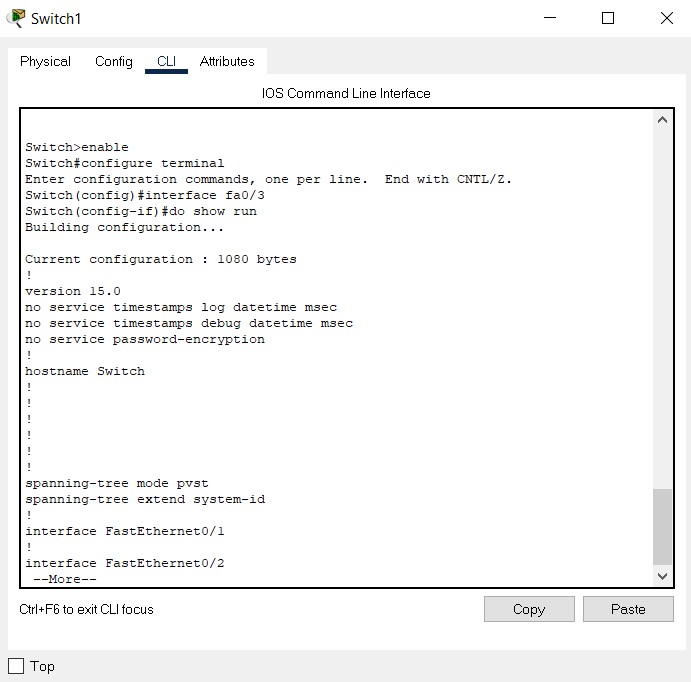 Switch1
Physical Config CLI Attributes
IOS Command Line Interface
Switch>enable
Switch#configure terminal
Enter configuration commands, one per line.  End with CNTL/Z.
Switch(config)#interface fa0/3
Switch(config-if)#do show run
Building configuration...
Current configuration : 1080 bytes
!
version 15.0
no service timestamps log datetime msec
no service timestamps debug datetime msec
no service password-encryption
!
hostname Switch
!
!
!
!
!
!
spanning-tree mode pvst
spanning-tree extend system-id
!
interface FastEthernet0/1
!
interface FastEthernet0/2
 --More--
Ctrl+F6 to exit CLI focus
Copy Paste
Top